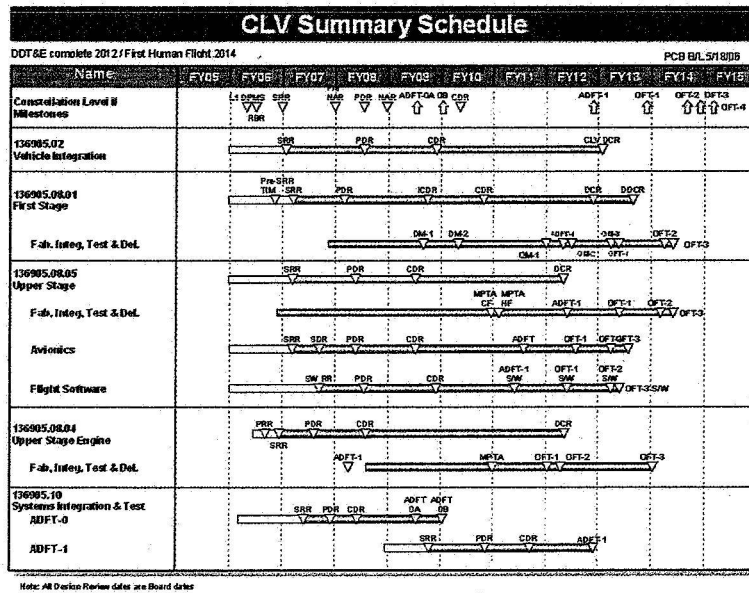 CLV Summary Schedule
DDT&E complete 2012 / First Human Flight 2014
PCB B/L 5/18/06
Name FY05 FY06 FY07 FY08 FY09 FY10 FY11 FY12 FY13 FY14 FY15
Constellation Level II
Milestones
SRR NAR PDR NAR ADFT-0A 0B CDR ADFT-1 OFT-1 OFT-2 OFT-3
RBR OFT-4
136905.02
Vehicle Integration
SRR PDR CDR CLV DCR
136905.08.01
First Stage
Pre-SRR
TIM SRR PDR ICDR CDR DCR DDCR
Fab, Integ, Test & Del.
DM-1 DM-2 OFT-2 OFT-3
QM-1
136905.08.05
Upper Stage
SRR PDR CDR DCR
Fab, Integ, Test & Del.
MPTA MPTA
CF HF ADFT-1 OFT-1 OFT-2 OFT-3
Avionics
SRR SDR PDR CDR ADFT OFT-1 OFT-3
Flight Software
SW RR PDR CDR ADFT-1 S/W OFT-1 S/W OFT-2 S/W OFT-3 S/W
136905.08.04
Upper Stage Engine
PRR PDR CDR DCR
SRR
Fab, Integ, Test & Del.
ADFT-1 MPTA OFT-1 OFT-2 OFT-3
136905.10
Systems Integration & Test
ADFT-0
SRR PDR CDR ADFT 0A ADFT 0B
ADFT-1
SRR PDR CDR ADFT-1
Note: All Design Review dates are Board dates